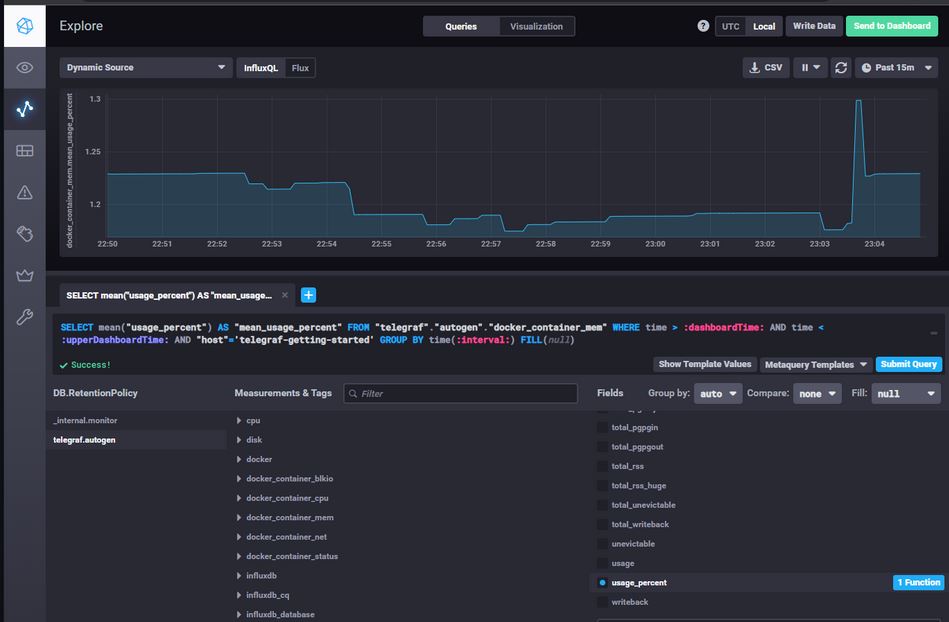 Explore
Queries
Visualization
?
UTC
Local
Write Data
Send to Dashboard
Dynamic Source
InfluxQL
Flux
CSV
Past 15m
docker_container_mem.mean_usage_percent
1.3
1.25
1.2
22:50 22:51 22:52 22:53 22:54 22:55 22:56 22:57 22:58 22:59 23:00 23:01 23:02 23:03 23:04
SELECT mean("usage_percent") AS "mean_usage...
SELECT mean("usage_percent") AS "mean_usage_percent" FROM "telegraf"."autogen"."docker_container_mem" WHERE time > :dashboardTime: AND time <
:upperDashboardTime: AND "host"='telegraf-getting-started' GROUP BY time(:interval:) FILL(null)
Success!
Show Template Values
Metaquery Templates
Submit Query
DB.RetentionPolicy
Measurements & Tags
Filter
Fields
Group by: auto
Compare: none
Fill: null
_internal.monitor
telegraf.autogen
cpu
disk
docker
docker_container_blkio
docker_container_cpu
docker_container_mem
docker_container_net
docker_container_status
influxdb
influxdb_cq
influxdb_database
total_pgpgin
total_pgpgout
total_rss
total_rss_huge
total_unevictable
total_writeback
unevictable
usage
usage_percent
1 Function
writeback